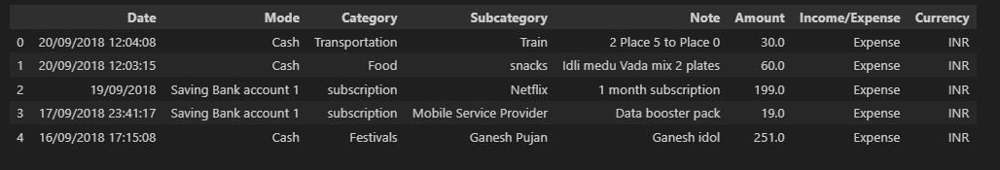 Date Mode Category Subcategory Note Amount Income/Expense Currency
0 20/09/2018 12:04:08 Cash Transportation Train 2 Place 5 to Place 0 30.0 Expense INR
1 20/09/2018 12:03:15 Cash Food snacks Idli medu Vada mix 2 plates 60.0 Expense INR
2 19/09/2018 Saving Bank account 1 subscription Netflix 1 month subscription 199.0 Expense INR
3 17/09/2018 23:41:17 Saving Bank account 1 subscription Mobile Service Provider Data booster pack 19.0 Expense INR
4 16/09/2018 17:15:08 Cash Festivals Ganesh Pujan Ganesh idol 251.0 Expense INR